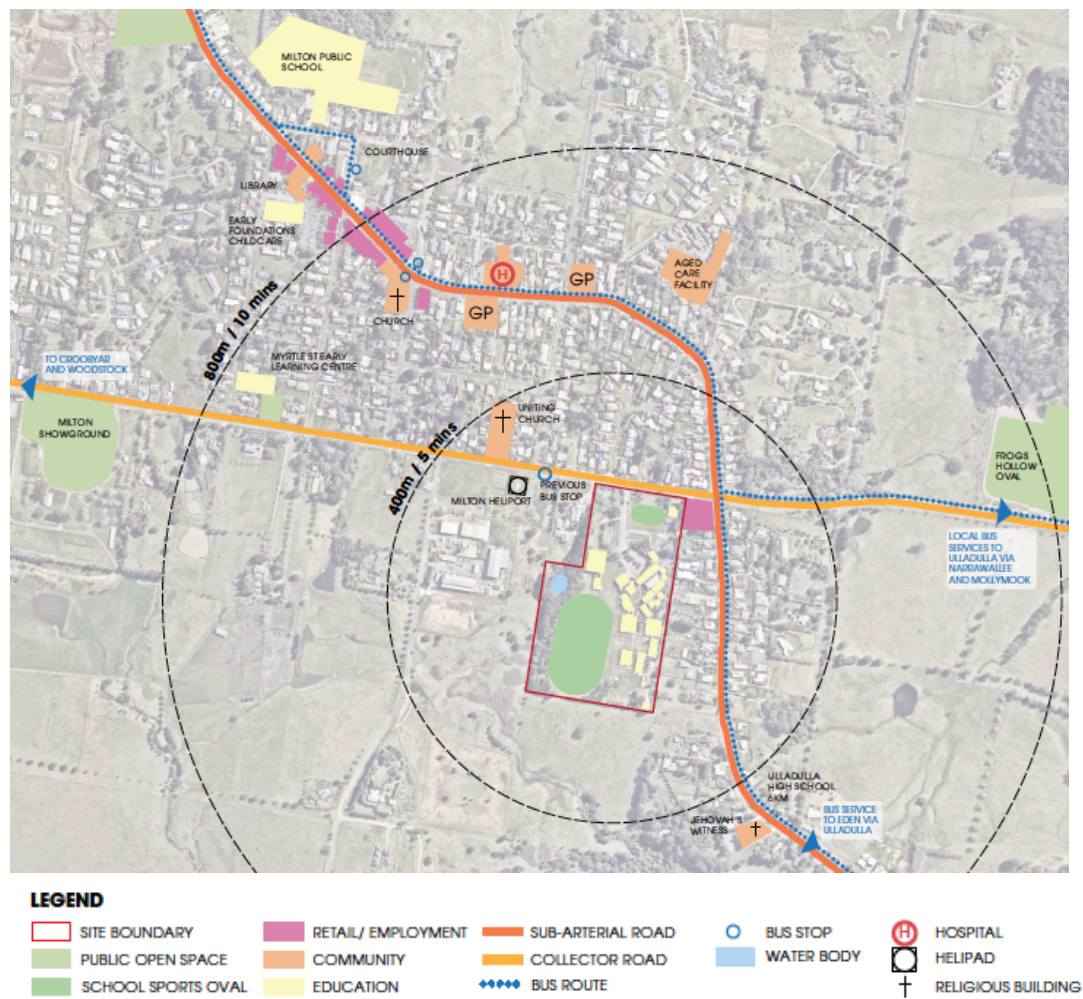 MILTON PUBLIC
SCHOOL
COURTHOUSE
LIBRARY
EARLY
FOUNDATIONS
CHILDCARE
AGED
CARE
FACILITY
H
GP
GP
CHURCH
800m / 10 mins
MYRTLE ST EARLY
LEARNING CENTRE
TO CROOBYAR
AND WOODSTOCK
MILTON
SHOWGROUND
UNITING
CHURCH
400m / 5 mins
FROGS
HOLLOW
OVAL
PREVIOUS
BUS STOP
MILTON HELIPORT
LOCAL BUS
SERVICES TO
ULLADULLA VIA
NARRAWALLEE
AND MOLLYMOOK
ULLADULLA
HIGH SCHOOL
6KM
JEHOVAH'S
WITNESS
BUS SERVICE
TO EDEN VIA
ULLADULLA
LEGEND
SITE BOUNDARY
PUBLIC OPEN SPACE
SCHOOL SPORTS OVAL
RETAIL/ EMPLOYMENT
COMMUNITY
EDUCATION
SUB-ARTERIAL ROAD
COLLECTOR ROAD
BUS ROUTE
BUS STOP
WATER BODY
H HOSPITAL
HELIPAD
RELIGIOUS BUILDING